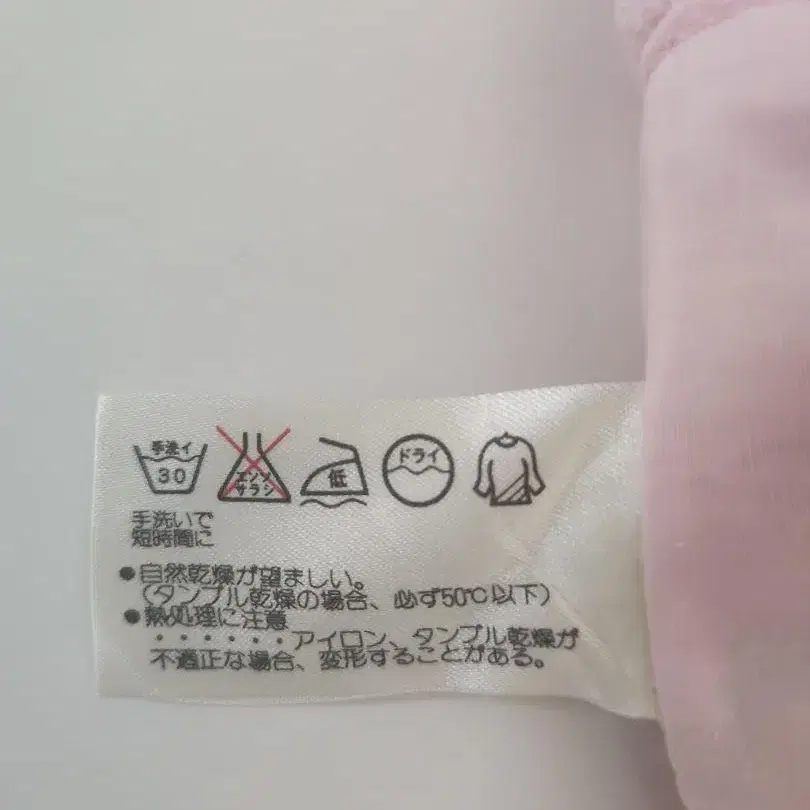 手洗イ
30
エンソ
サラシ
低
ドライ
手洗いで
短時間に
●自然乾燥が望ましい。
(タンブル乾燥の場合、必ず50℃以下)
●熱処理に注意
・・・・・・アイロン、タンブル乾燥が
不適正な場合、変形することがある。